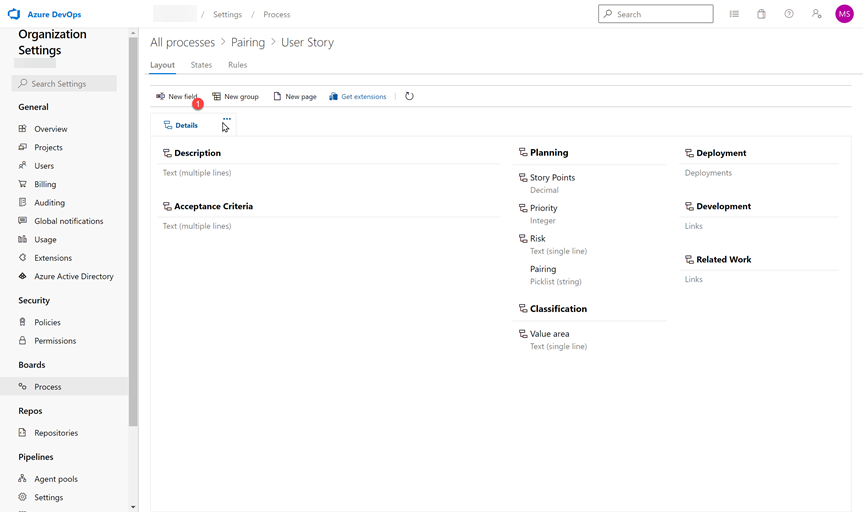 Azure DevOps / Settings / Process Search MS
Organization
Settings
Search Settings
General
Overview
Projects
Users
Billing
Auditing
Global notifications
Usage
Extensions
Azure Active Directory
Security
Policies
Permissions
Boards
Process
Repos
Repositories
Pipelines
Agent pools
Settings
All processes > Pairing > User Story
Layout States Rules
New field New group New page Get extensions
1
Details ...
Description
Text (multiple lines)
Acceptance Criteria
Text (multiple lines)
Planning
Story Points
Decimal
Priority
Integer
Risk
Text (single line)
Pairing
Picklist (string)
Classification
Value area
Text (single line)
Deployment
Deployments
Development
Links
Related Work
Links